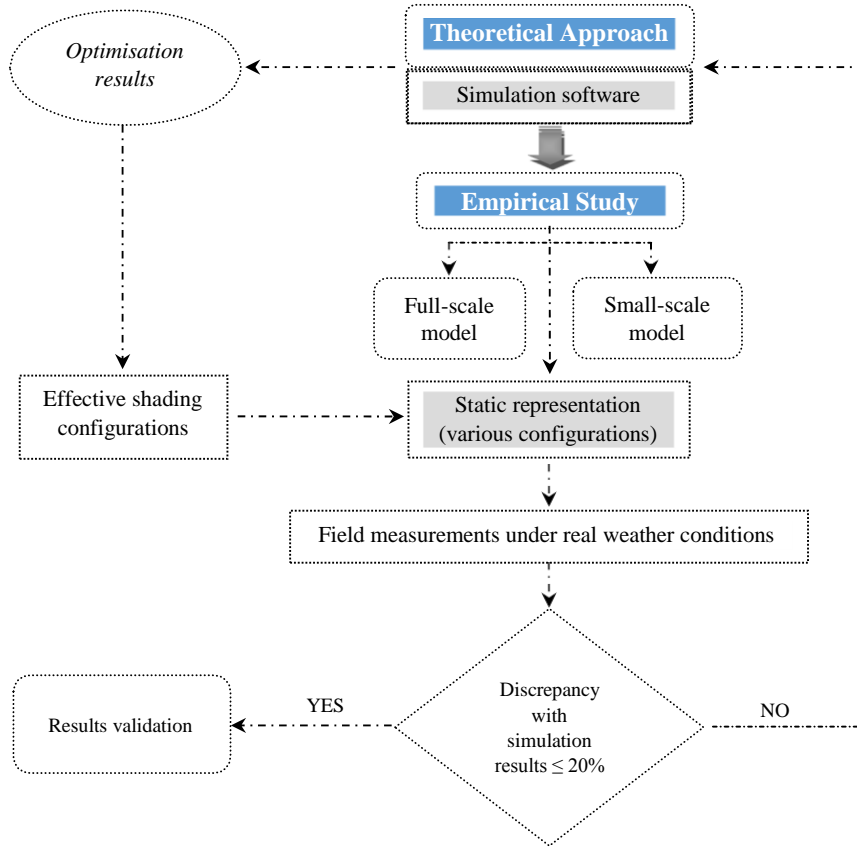 Theoretical Approach
Optimisation
results
Simulation software
Empirical Study
Full-scale
model
Small-scale
model
Effective shading
configurations
Static representation
(various configurations)
Field measurements under real weather conditions
Discrepancy
with
simulation
results ≤ 20%
YES
NO
Results validation